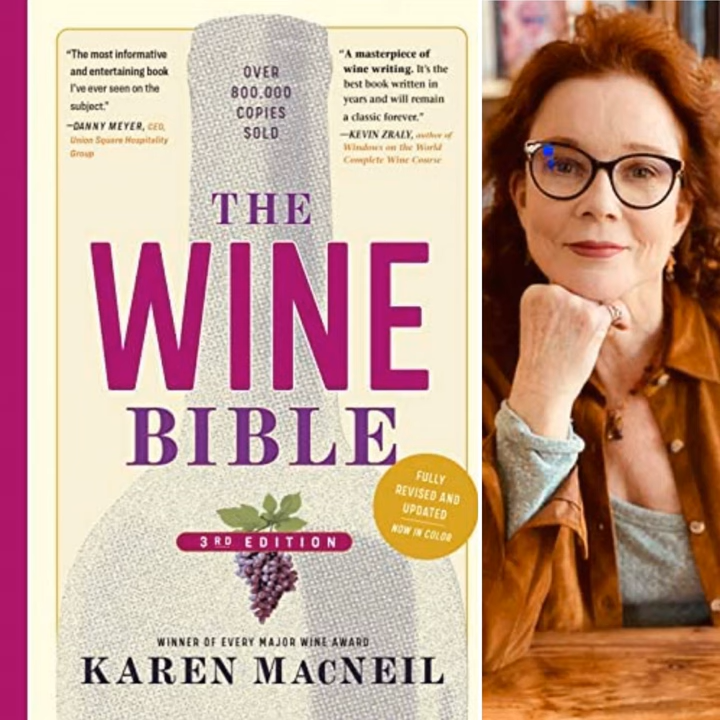 "The most informative
and entertaining book
I've ever seen on the
subject."
—DANNY MEYER, CEO,
Union Square Hospitality
Group
OVER
800,000
COPIES
SOLD
"A masterpiece of
wine writing. It's the
best book written in
years and will remain
a classic forever."
—KEVIN ZRALY, author of
Windows on the World
Complete Wine Course
THE
WINE
BIBLE
FULLY
REVISED AND
UPDATED
NOW IN COLOR
3RD EDITION
WINNER OF EVERY MAJOR WINE AWARD
KAREN MACNEIL